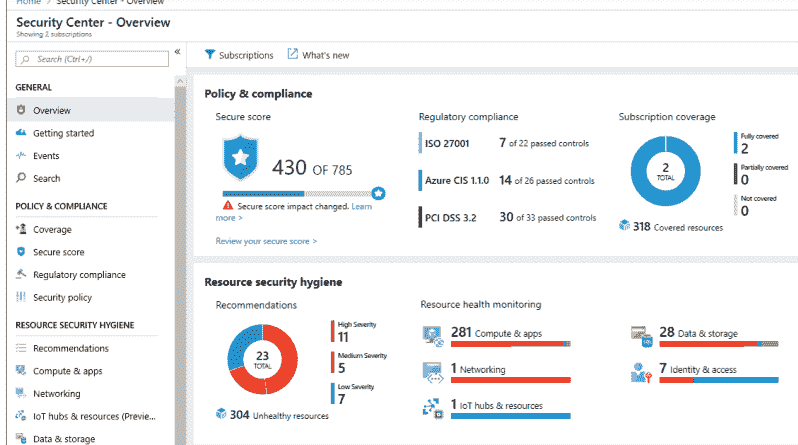 Home > Security Center - Overview
Security Center - Overview
Showing 2 subscriptions
Search (Ctrl+/)
«
GENERAL
Overview
Getting started
Events
Search
POLICY & COMPLIANCE
Coverage
Secure score
Regulatory compliance
Security policy
RESOURCE SECURITY HYGIENE
Recommendations
Compute & apps
Networking
IoT hubs & resources (Previe...
Data & storage
Subscriptions
What's new
Policy & compliance
Secure score
430 OF 785
Secure score impact changed. Learn
more >
Review your secure score >
Regulatory compliance
ISO 27001 7 of 22 passed controls
Azure CIS 1.1.0 14 of 26 passed controls
PCI DSS 3.2 30 of 33 passed controls
Subscription coverage
2
TOTAL
Fully covered
2
Partially covered
0
Not covered
0
318 Covered resources
Resource security hygiene
Recommendations
23
TOTAL
High Severity
11
Medium Severity
5
Low Severity
7
304 Unhealthy resources
Resource health monitoring
281 Compute & apps
1 Networking
1 IoT hubs & resources
28 Data & storage
7 Identity & access